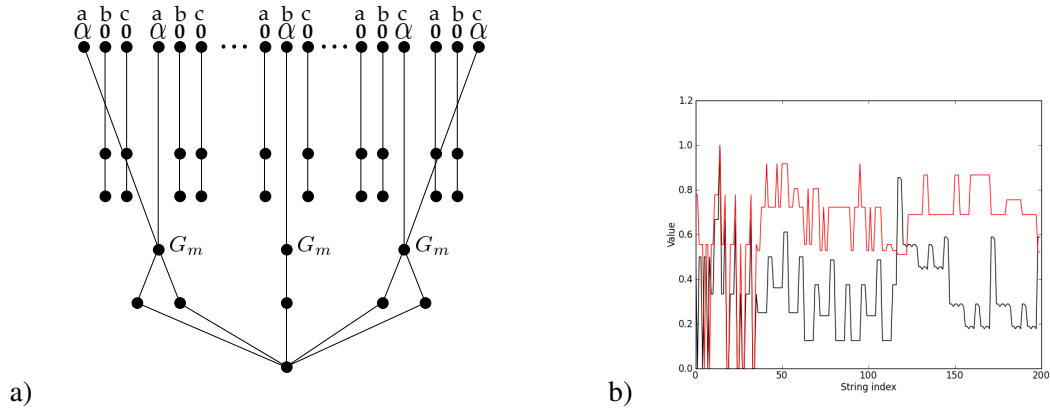 a b c a b c a b c a b c a b c
α 0 0 α 0 0 ··· 0 α 0 ··· 0 0 α 0 0 α
G_m G_m G_m
a)
1.2
1.0
0.8
0.6
0.4
0.2
0.0
Value
0 50 100 150 200
String index
b)